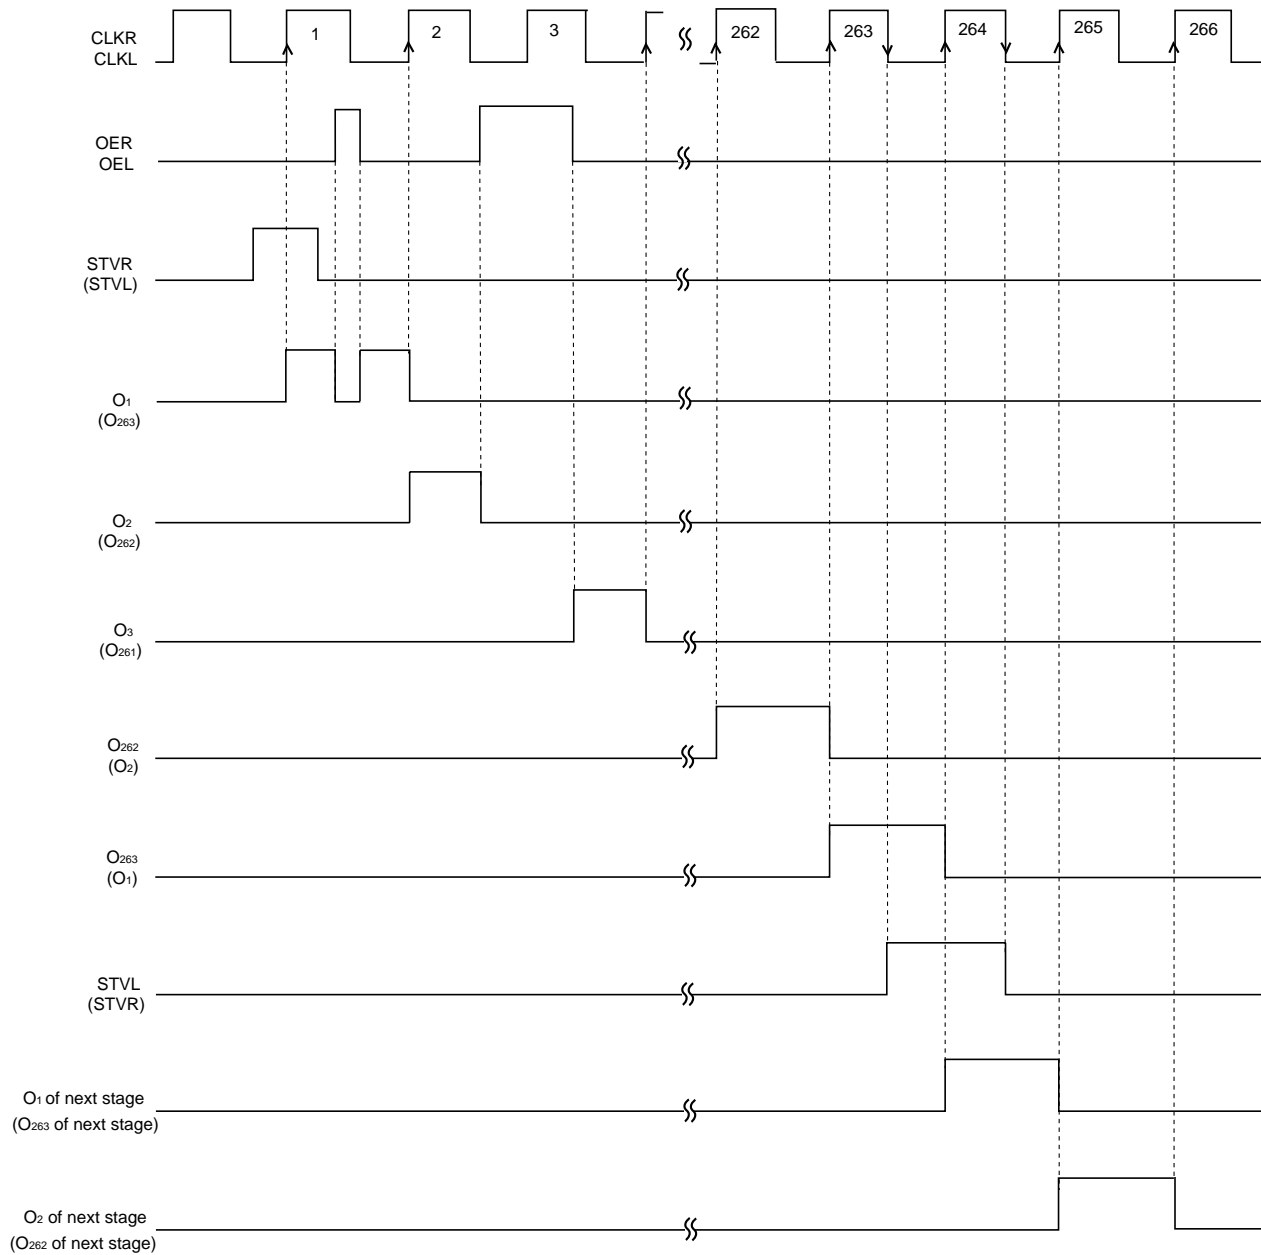 CLKR
CLKL
1
2
3
262
263
264
265
266
OER
OEL
STVR
(STVL)
O1
(O263)
O2
(O262)
O3
(O261)
O262
(O2)
O263
(O1)
STVL
(STVR)
O1 of next stage
(O263 of next stage)
O2 of next stage
(O262 of next stage)